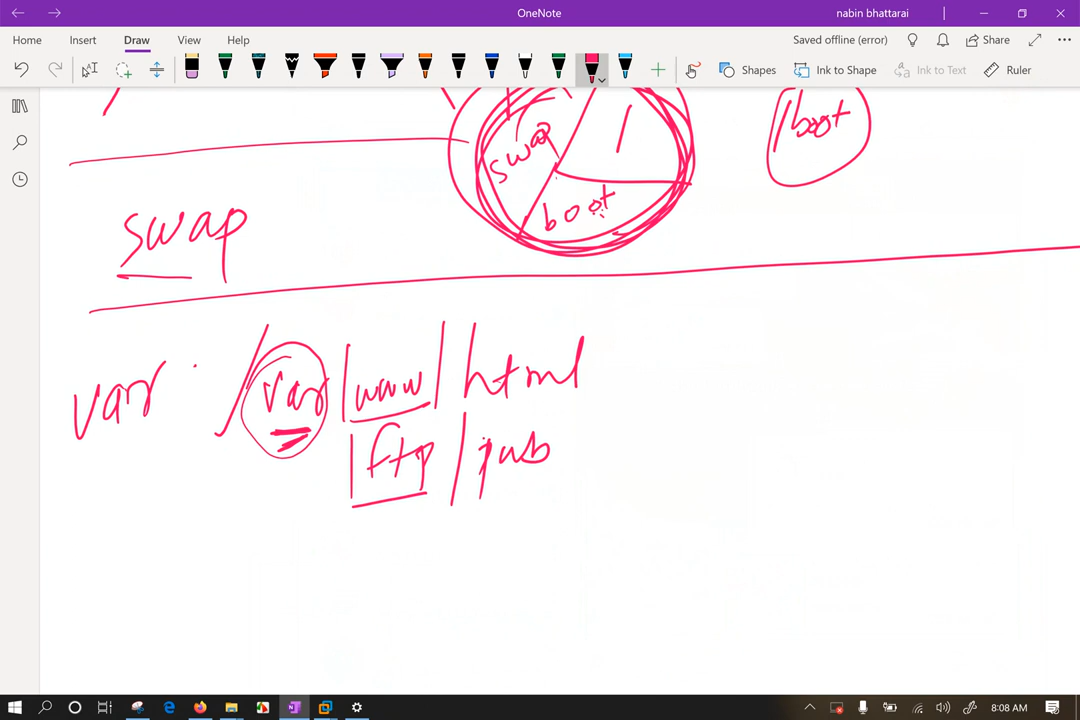 OneNote
nabin bhattarai
Home Insert Draw View Help
Saved offline (error)
Share
Shapes
Ink to Shape
Ink to Text
Ruler
swap
/
boot
/boot
swap
var : /var/www/html
/ftp/pub
8:08 AM